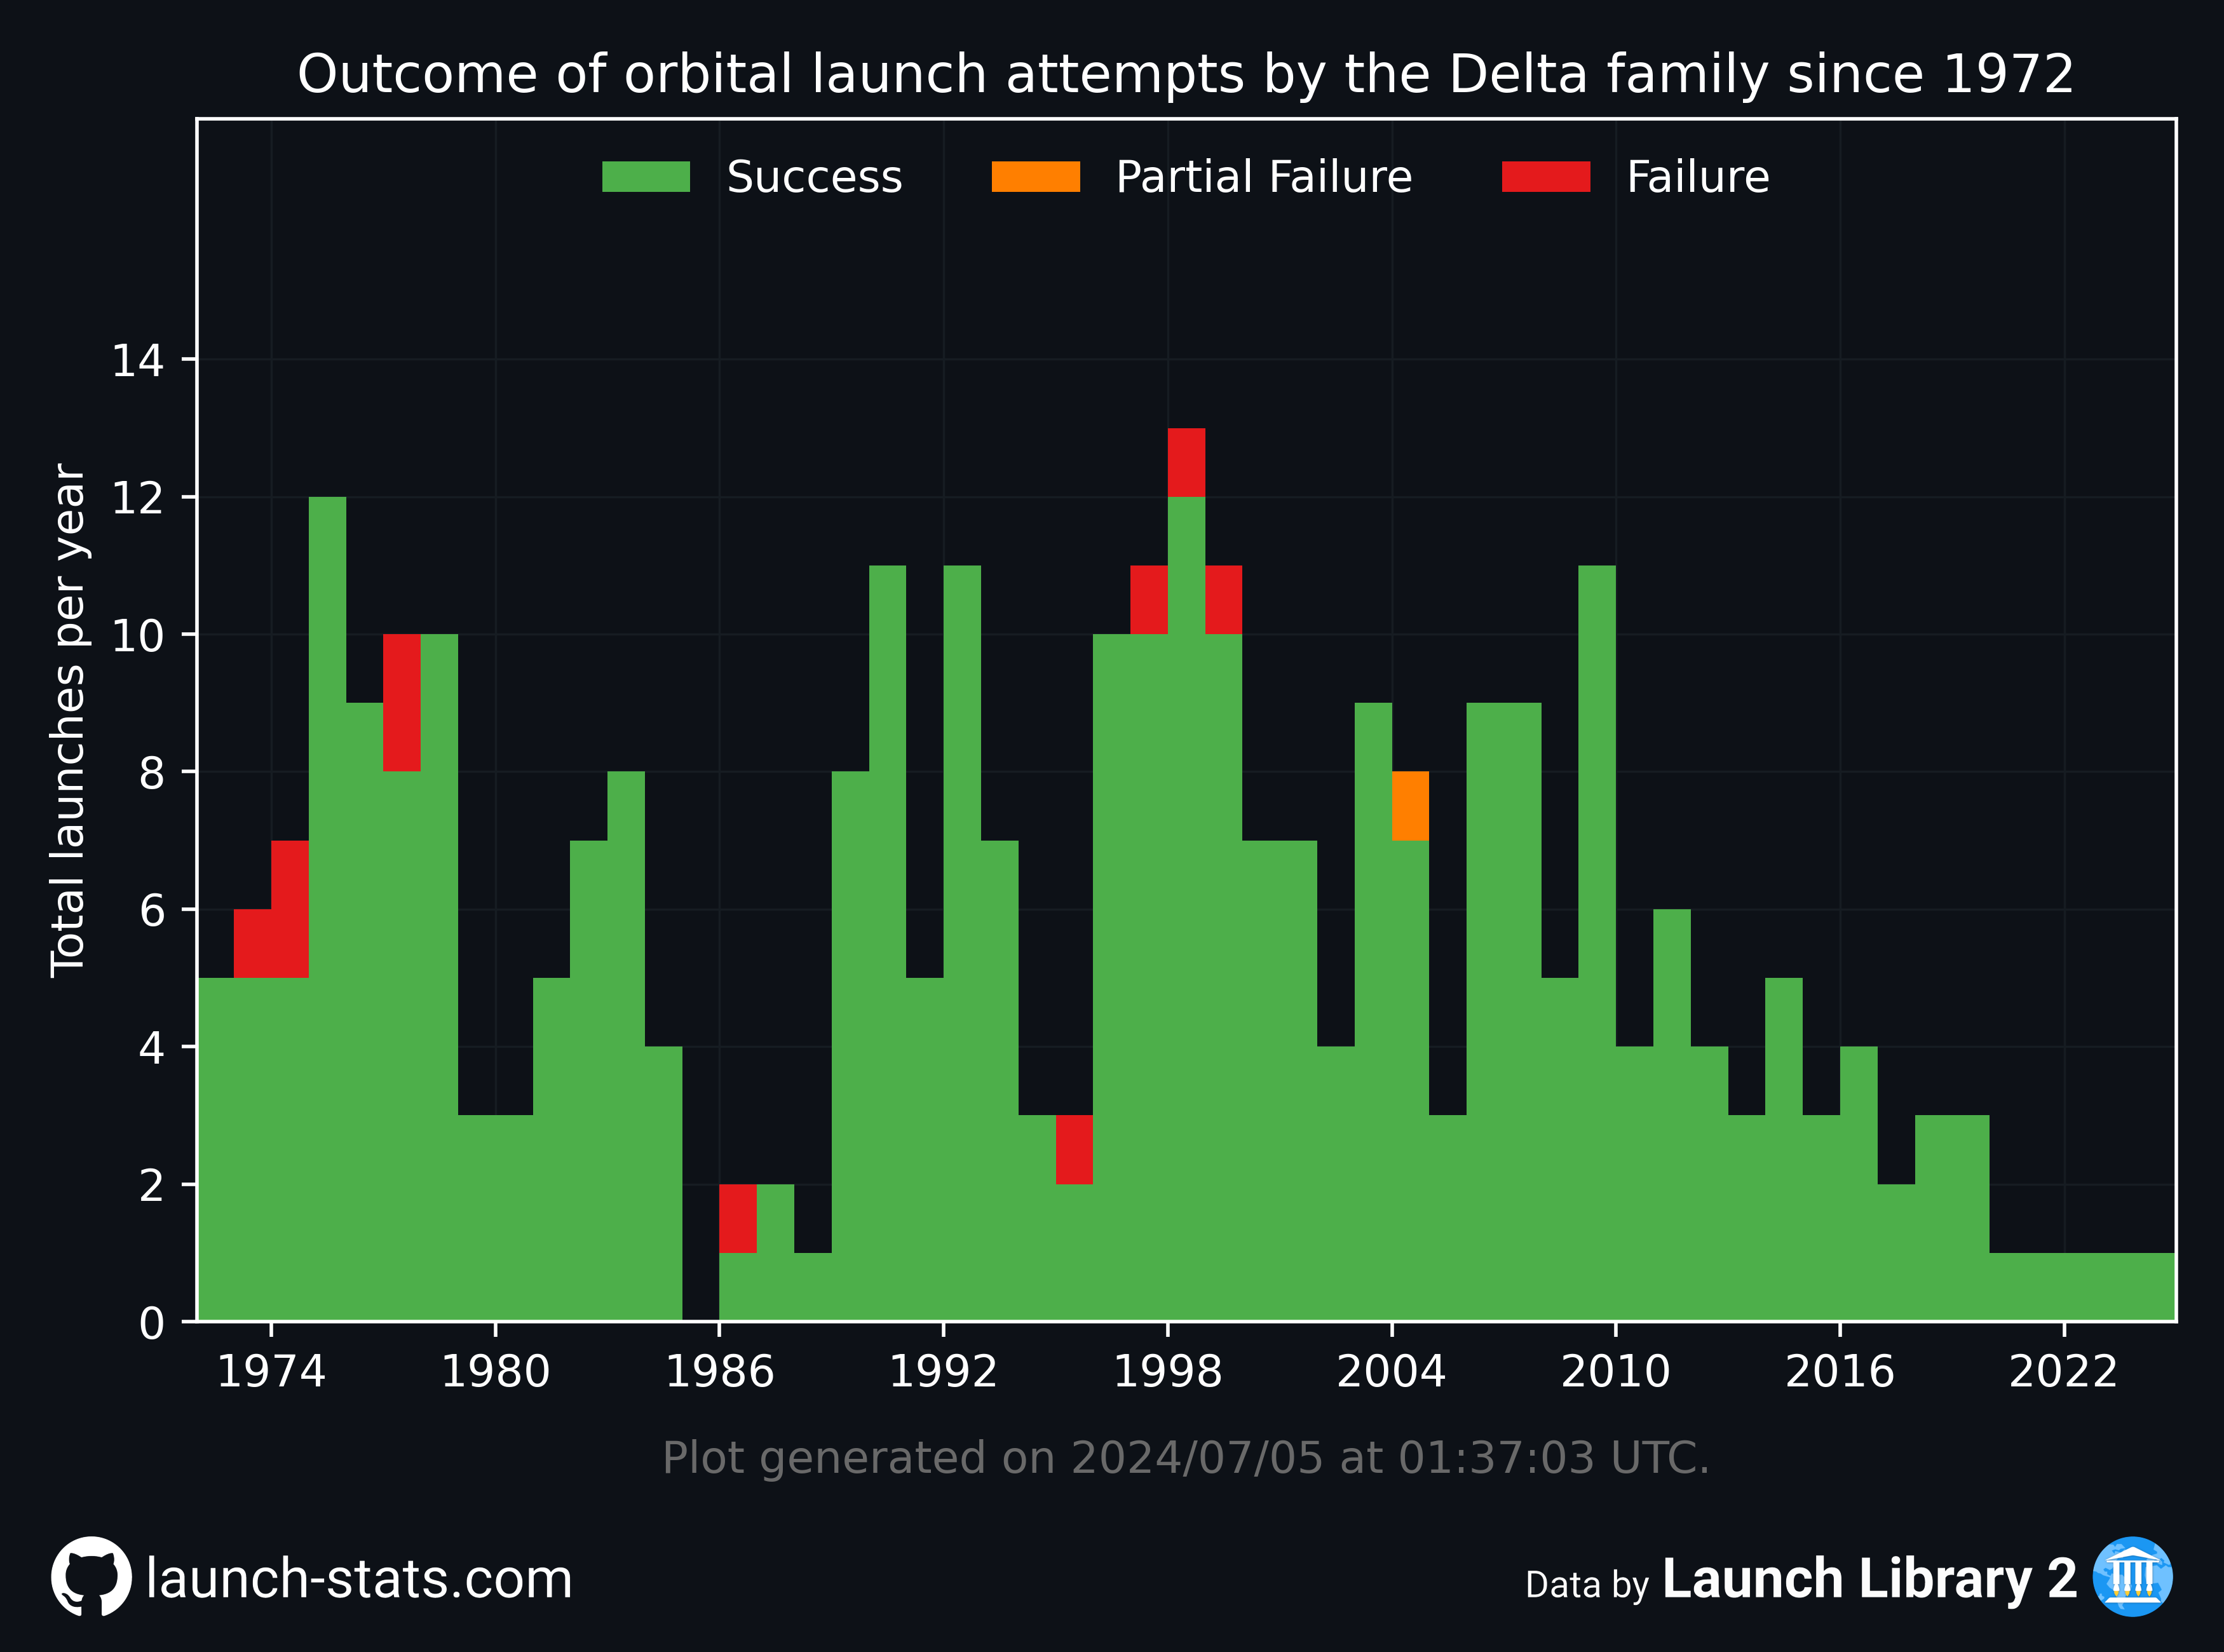 Outcome of orbital launch attempts by the Delta family since 1972
Success Partial Failure Failure
Total launches per year
14
12
10
8
6
4
2
0
1974 1980 1986 1992 1998 2004 2010 2016 2022
Plot generated on 2024/07/05 at 01:37:03 UTC.
launch-stats.com
Data by Launch Library 2